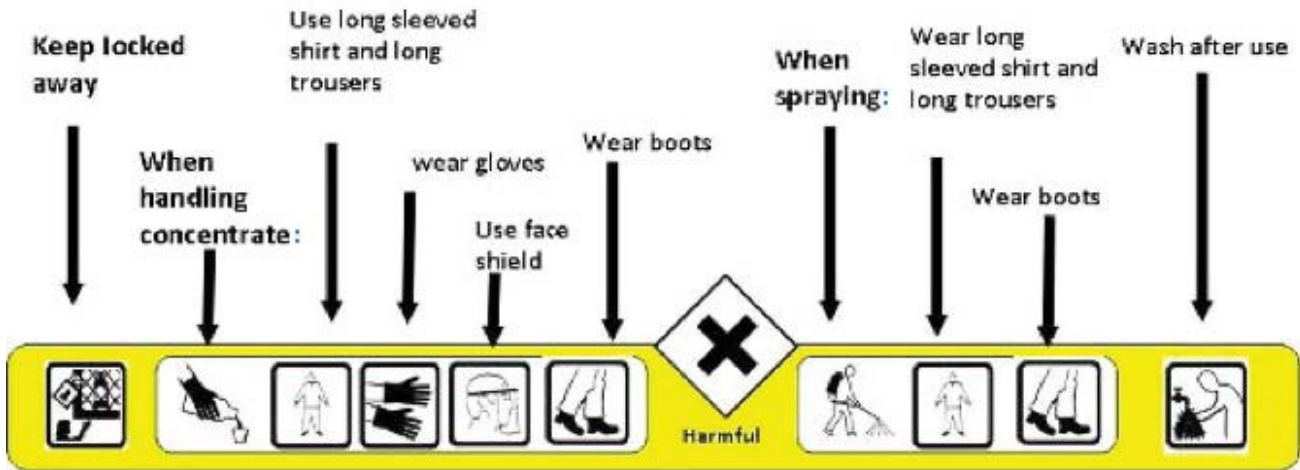 Keep locked
away
When
handling
concentrate:
Use long sleeved
shirt and long
trousers
wear gloves
Use face
shield
Wear boots
Harmful
When
spraying:
Wear long
sleeved shirt and
long trousers
Wear boots
Wash after use